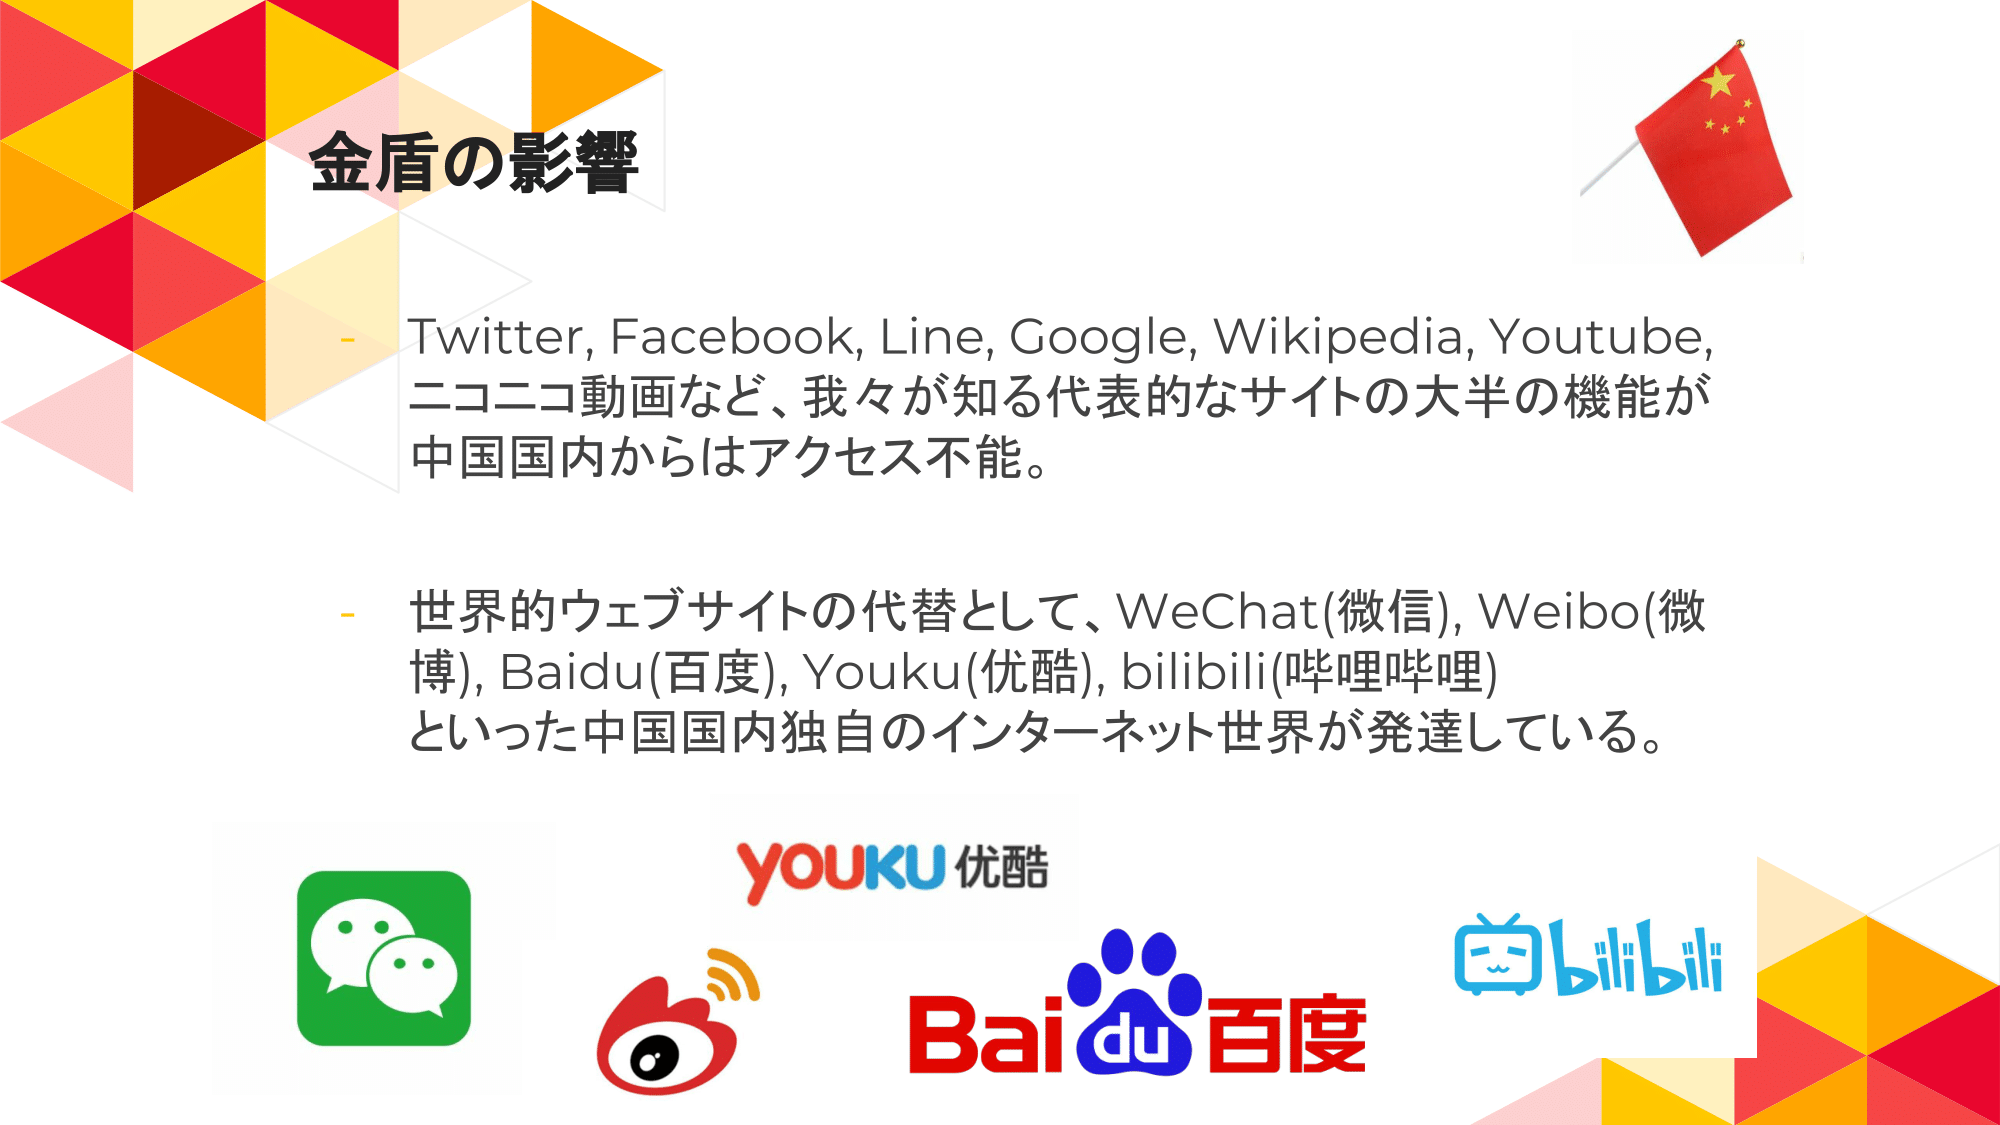 金盾の影響
- Twitter, Facebook, Line, Google, Wikipedia, Youtube,
ニコニコ動画など、我々が知る代表的なサイトの大半の機能が
中国国内からはアクセス不能。
- 世界的ウェブサイトの代替として、WeChat(微信), Weibo(微
博), Baidu(百度), Youku(优酷), bilibili(哔哩哔哩)
といった中国国内独自のインターネット世界が発達している。
YOUKU 优酷
Bai du 百度
bilibili